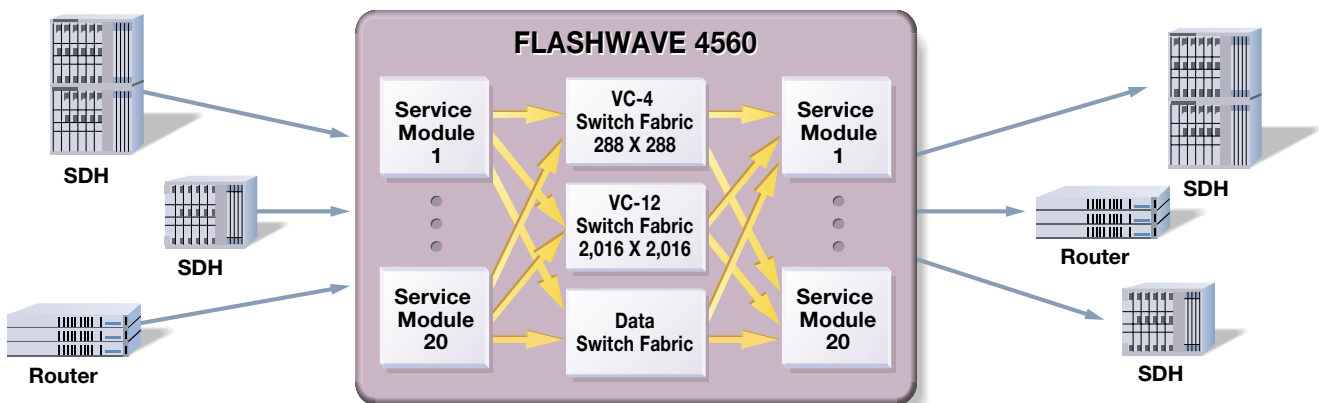 FLASHWAVE 4560
SDH
SDH
Router
Service
Module
1
Service
Module
20
VC-4
Switch Fabric
288 X 288
VC-12
Switch Fabric
2,016 X 2,016
Data
Switch Fabric
Service
Module
1
Service
Module
20
SDH
Router
SDH